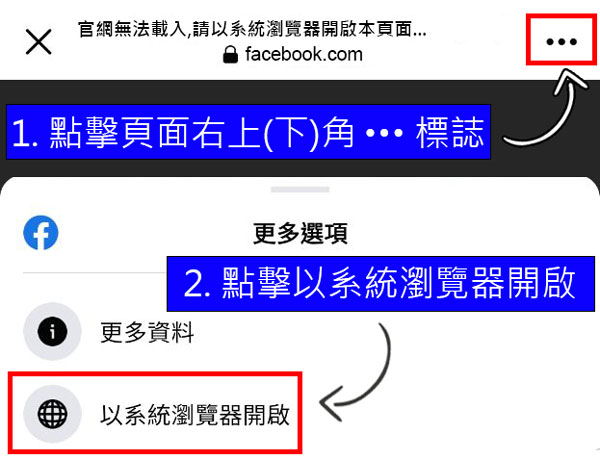 官網無法載入,請以系統瀏覽器開啟本頁面...
facebook.com
1. 點擊頁面右上(下)角 ••• 標誌
更多選項
2. 點擊以系統瀏覽器開啟
更多資料
以系統瀏覽器開啟